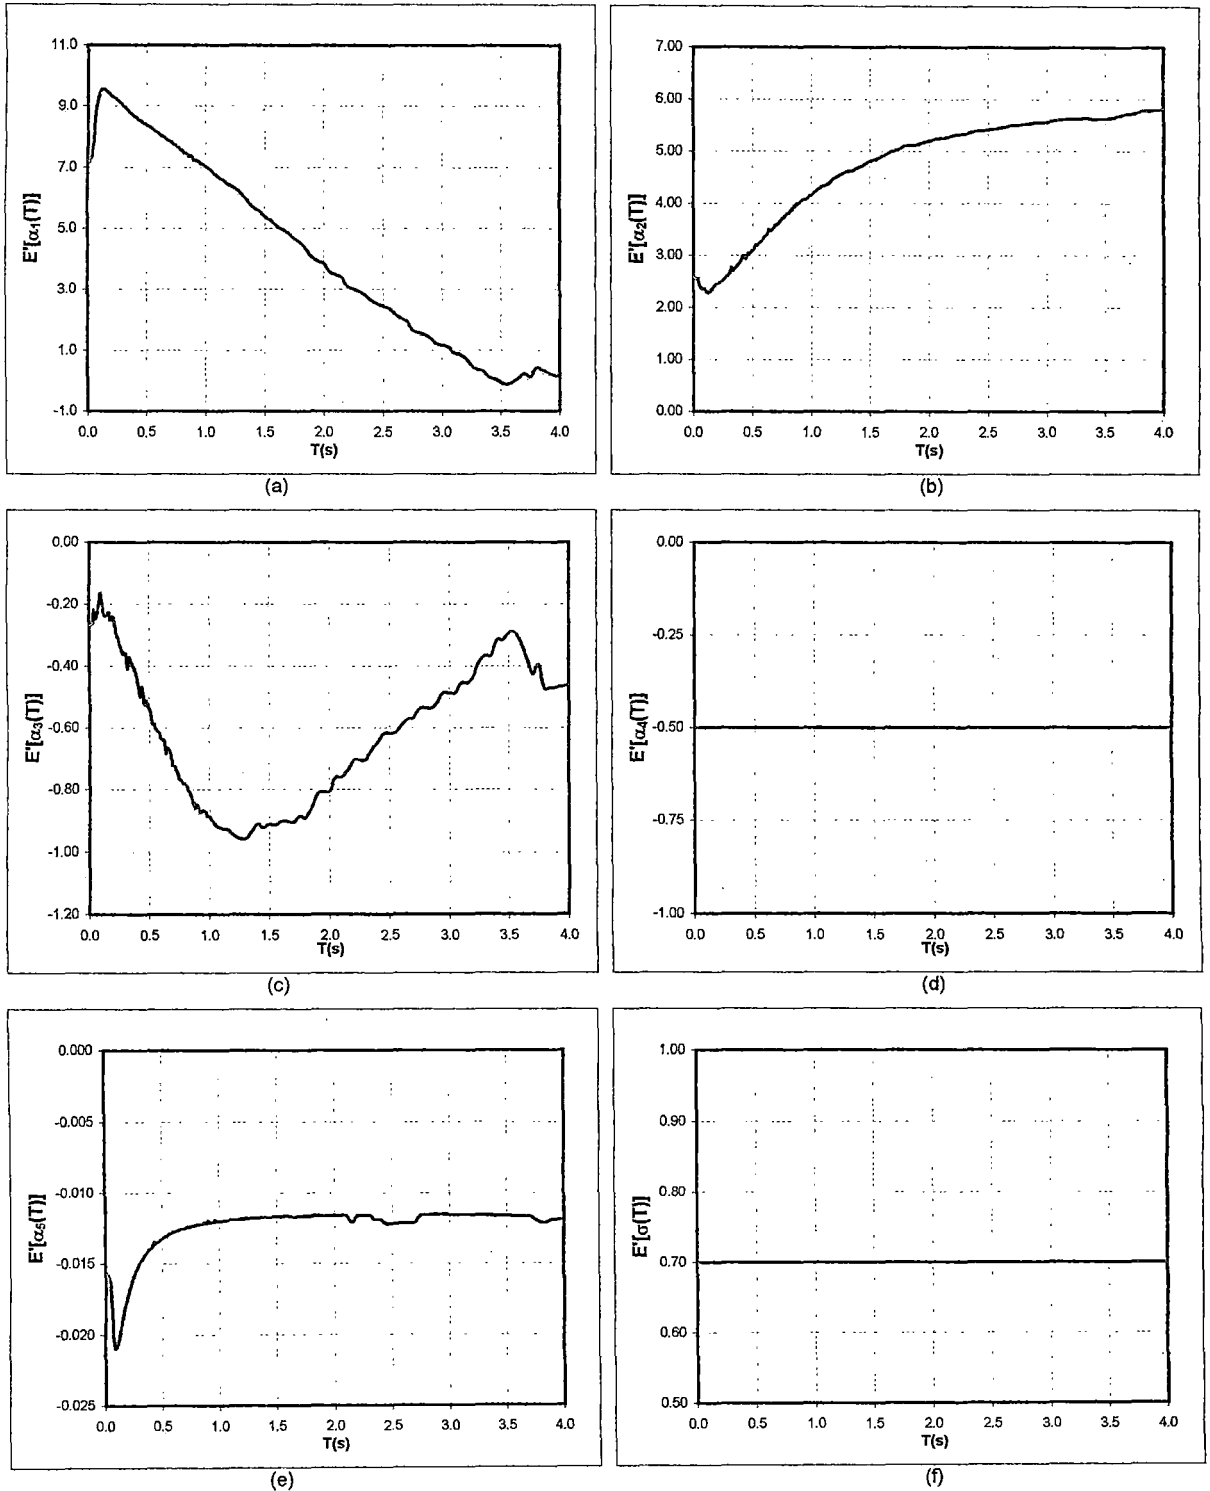 11.0
9.0
7.0
5.0
3.0
1.0
-1.0
E'[α1(T)]
0.0 0.5 1.0 1.5 2.0 2.5 3.0 3.5 4.0
T(s)
(a)
7.00
6.00
5.00
4.00
3.00
2.00
1.00
0.00
E'[α2(T)]
0.0 0.5 1.0 1.5 2.0 2.5 3.0 3.5 4.0
T(s)
(b)
0.00
-0.20
-0.40
-0.60
-0.80
-1.00
-1.20
E'[α3(T)]
0.0 0.5 1.0 1.5 2.0 2.5 3.0 3.5 4.0
T(s)
(c)
0.00
-0.25
-0.50
-0.75
-1.00
E'[α4(T)]
0.0 0.5 1.0 1.5 2.0 2.5 3.0 3.5 4.0
T(s)
(d)
0.000
-0.005
-0.010
-0.015
-0.020
-0.025
E'[α5(T)]
0.0 0.5 1.0 1.5 2.0 2.5 3.0 3.5 4.0
T(s)
(e)
1.00
0.90
0.80
0.70
0.60
0.50
E'[σ(T)]
0.0 0.5 1.0 1.5 2.0 2.5 3.0 3.5 4.0
T(s)
(f)